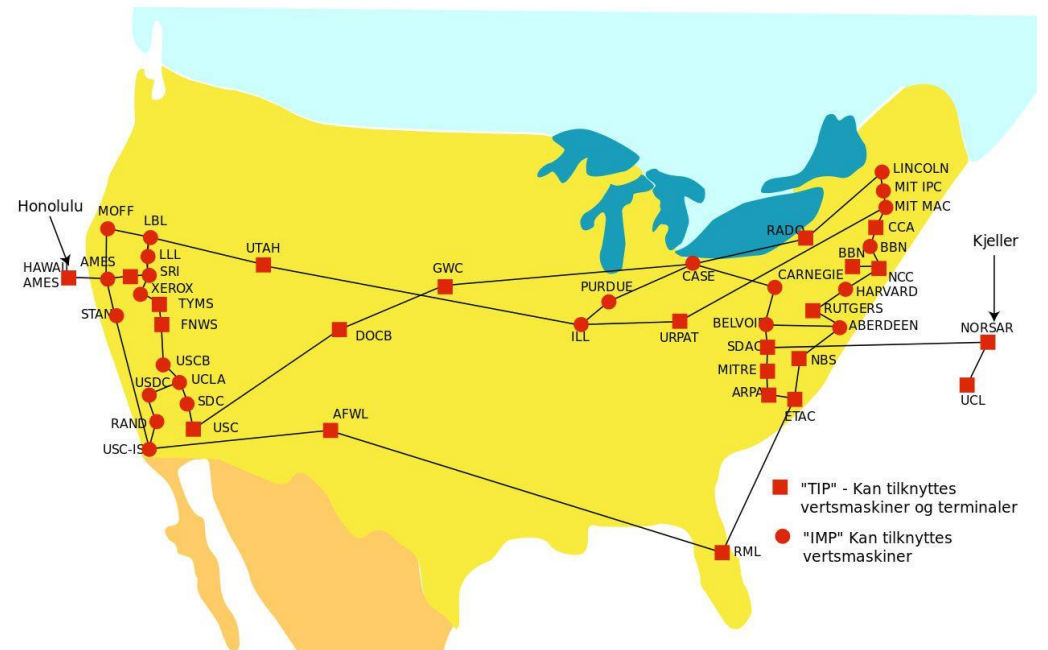 LINCOLN
MIT IPC
MIT MAC
CCA
BBN
BBN
NCC
HARVARD
RUTGERS
ABERDEEN
RADC
CARNEGIE
CASE
Kjeller
NORSAR
UCL
Honolulu
MOFF
LBL
LLL
SRI
HAWAII
AMES
AMES
XEROX
TYMS
STAN
FNWS
USCB
UCLA
USDC
SDC
RAND
USC
USC-IS
UTAH
GWC
DOCB
AFWL
PURDUE
ILL
URPAT
BELVOI
SDAC
MITRE
ARPA
NBS
ETAC
RML
"TIP" - Kan tilknyttes
vertsmaskiner og terminaler
"IMP" Kan tilknyttes
vertsmaskiner